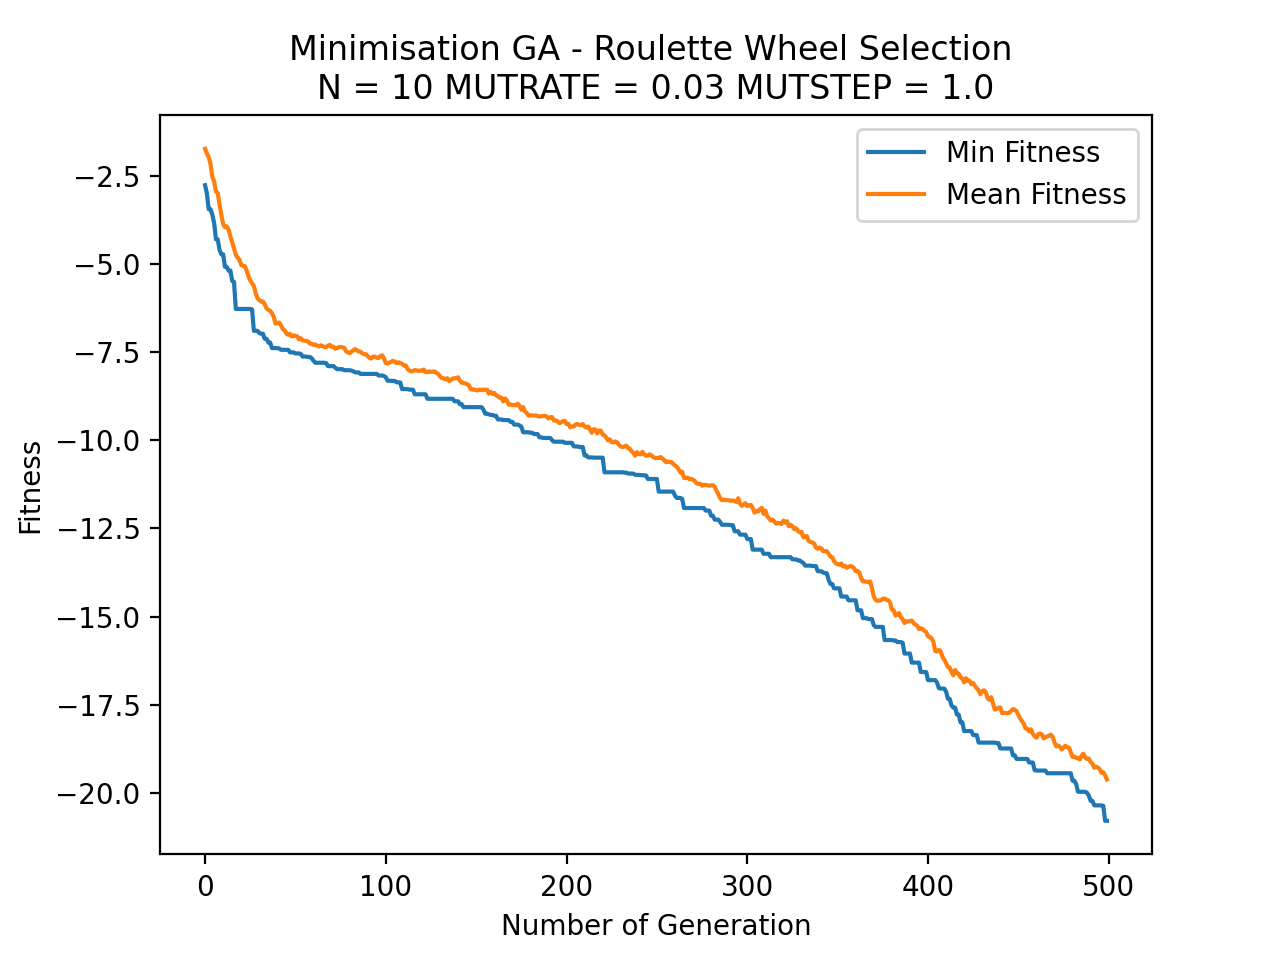 Minimisation GA - Roulette Wheel Selection
N = 10 MUTRATE = 0.03 MUTSTEP = 1.0
Min Fitness
Mean Fitness
−2.5
−5.0
−7.5
−10.0
−12.5
−15.0
−17.5
−20.0
Fitness
0 100 200 300 400 500
Number of Generation